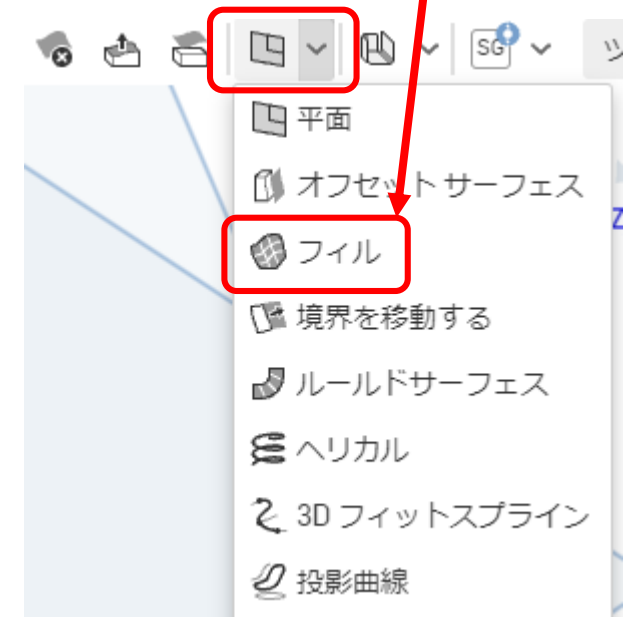 SG
ツ
平面
オフセット サーフェス
Z
フィル
境界を移動する
ルールドサーフェス
ヘリカル
3D フィットスプライン
投影曲線